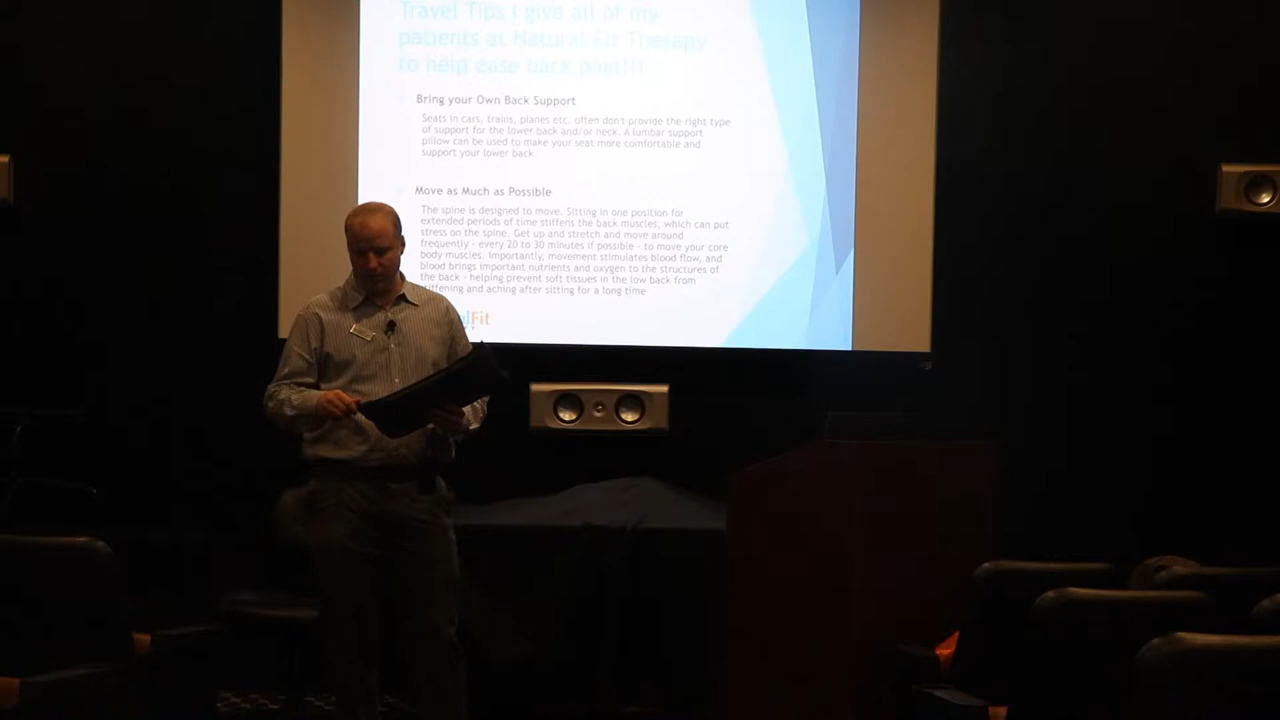 Travel Tips I give all of my
patients at Natural Fit Therapy
to help ease back pain!!!
Bring your Own Back Support
Seats in cars, trains, planes etc. often don't provide the right type
of support for the lower back and/or neck. A lumbar support
pillow can be used to make your seat more comfortable and
support your lower back
Move as Much as Possible
The spine is designed to move. Sitting in one position for
extended periods of time stiffens the back muscles, which can put
stress on the spine. Get up and stretch and move around
frequently - every 20 to 30 minutes if possible - to move your core
body muscles. Importantly, movement stimulates blood flow, and
blood brings important nutrients and oxygen to the structures of
the back - helping prevent soft tissues in the low back from
stiffening and aching after sitting for a long time
alFit